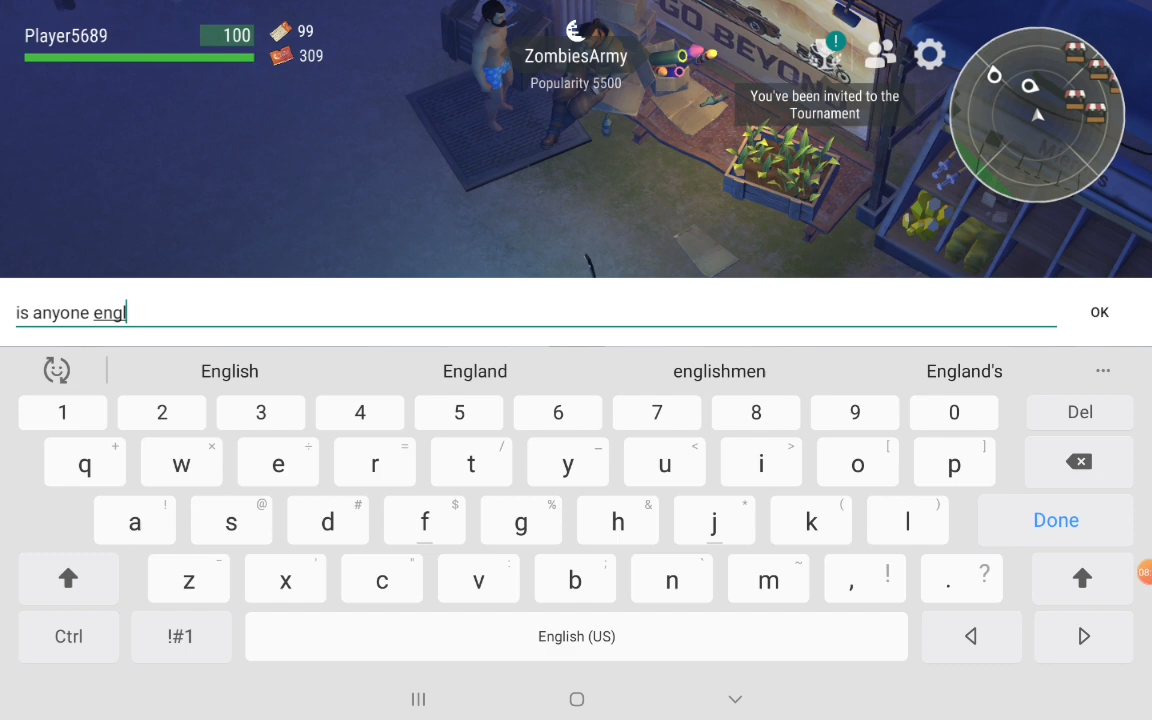 Player5689
100
99
309
ZombiesArmy
Popularity 5500
GO BEYON
!
You've been invited to the
Tournament
is anyone engl
OK
English
England
englishmen
England's
...
1 2 3 4 5 6 7 8 9 0 Del
+ × ÷ = / _ < > [ ]
q w e r t y u i o p
! @ # $ % & * ( )
a s d f g h j k l Done
- ' " : ; ` ~ ! ?
z x c v b n m , .
Ctrl !#1 English (US)
08: